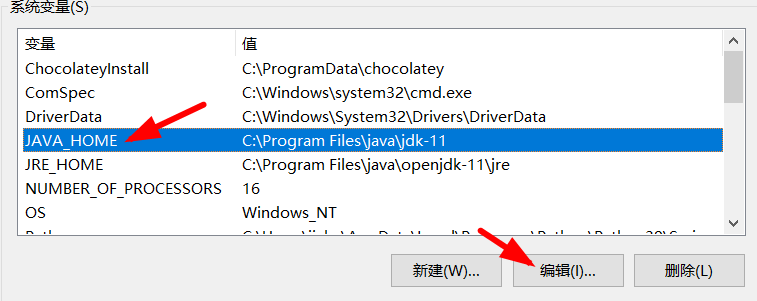 系统变量(S)
变量 值
ChocolateyInstall C:\ProgramData\chocolatey
ComSpec C:\Windows\system32\cmd.exe
DriverData C:\Windows\System32\Drivers\DriverData
JAVA_HOME C:\Program Files\java\jdk-11
JRE_HOME C:\Program Files\java\openjdk-11\jre
NUMBER_OF_PROCESSORS 16
OS Windows_NT
新建(W)... 编辑(I)... 删除(L)